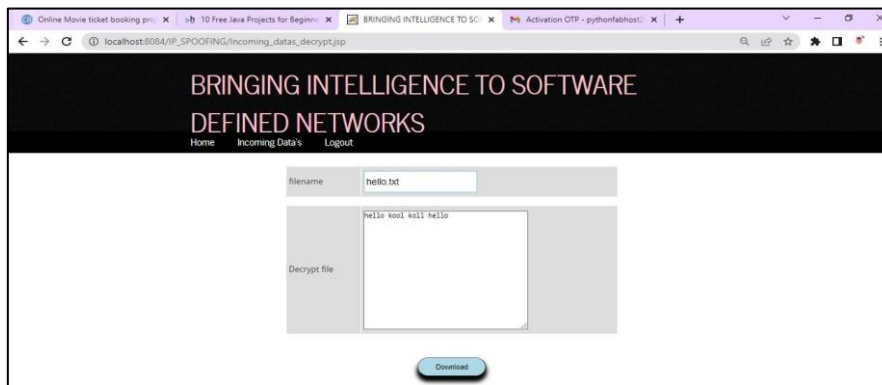 Online Movie ticket booking pro
10 Free Java Projects for Beginne
BRINGING INTELLIGENCE TO SO
Activation OTP - pythonfabhost2
localhost:8084/IP_SPOOFING/Incoming_datas_decrypt.jsp
BRINGING INTELLIGENCE TO SOFTWARE
DEFINED NETWORKS
Home Incoming Data's Logout
filename hello.txt
hello kool koll hello
Decrypt file
Download